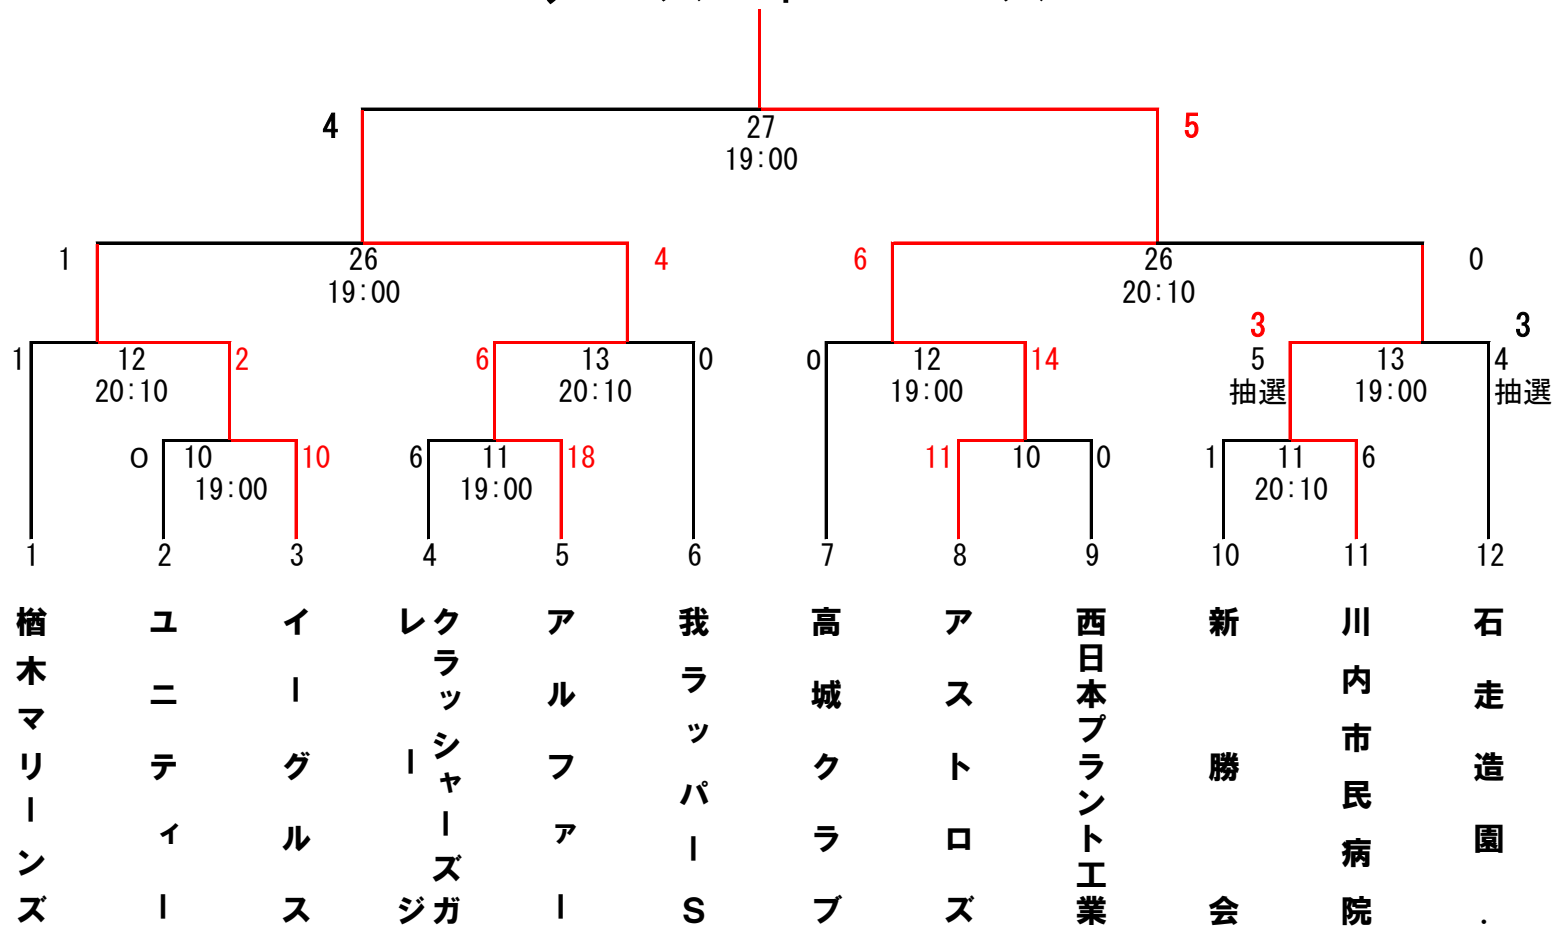 4 27 5
19:00
1 26 4 6 26 0
19:00 20:10
3 3
1 12 2 6 13 0 0 12 14 5 13 4
20:10 20:10 19:00 抽選 19:00 抽選
0 10 10 6 11 18 11 10 0 1 11 6
19:00 19:00 20:10
1 2 3 4 5 6 7 8 9 10 11 12
楢木マリーンズ
ユニティー
イーグルス
クラッシャーズガ
レージ
アルファー
我ラッパーS
高城クラブ
アストロズ
西日本プラント工業
新勝会
川内市民病院
石走造園.